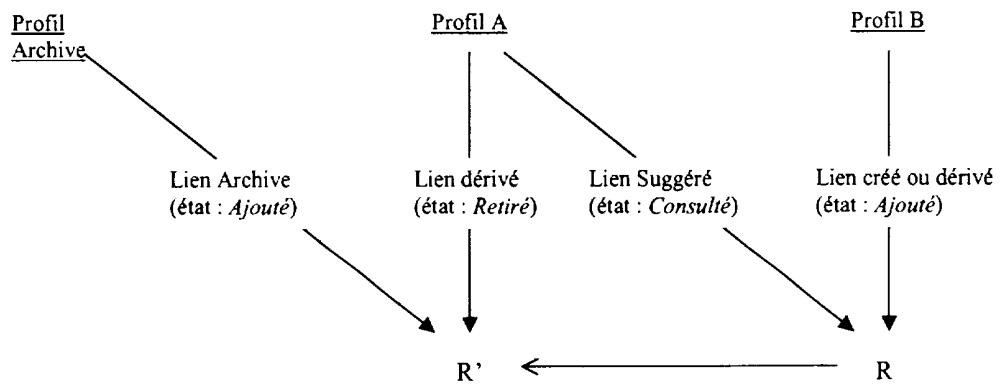 Profil
Archive
Profil A
Profil B
Lien Archive
(état : Ajouté)
Lien dérivé
(état : Retiré)
Lien Suggéré
(état : Consulté)
Lien créé ou dérivé
(état : Ajouté)
R’
R